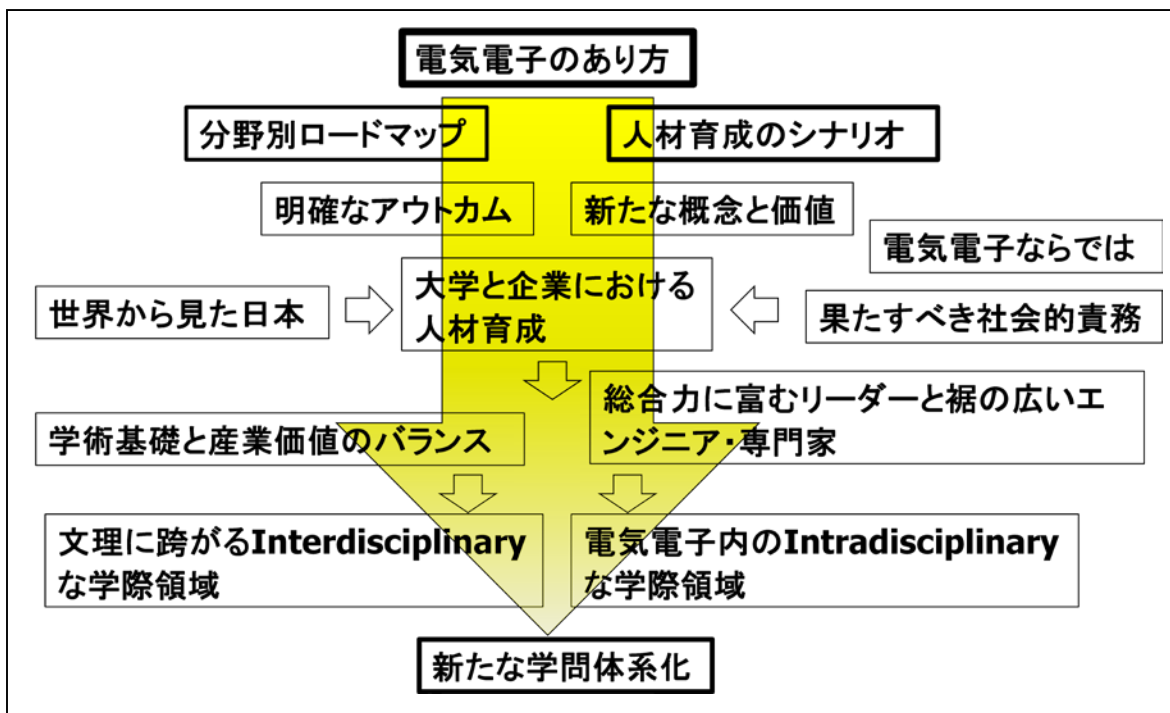 電気電子のあり方
分野別ロードマップ
人材育成のシナリオ
明確なアウトカム
新たな概念と価値
電気電子ならでは
世界から見た日本
大学と企業における
人材育成
果たすべき社会的責務
学術基礎と産業価値のバランス
総合力に富むリーダーと裾の広いエ
ンジニア・専門家
文理に跨がるInterdisciplinary
な学際領域
電気電子内のIntradisciplinary
な学際領域
新たな学問体系化